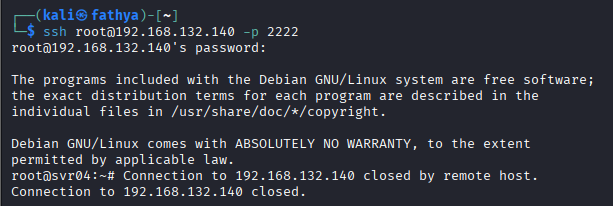 ┌──(kali㉿fathya)-[~]
└─$ ssh root@192.168.132.140 -p 2222
root@192.168.132.140's password:
The programs included with the Debian GNU/Linux system are free software;
the exact distribution terms for each program are described in the
individual files in /usr/share/doc/*/copyright.
Debian GNU/Linux comes with ABSOLUTELY NO WARRANTY, to the extent
permitted by applicable law.
root@svr04:~# Connection to 192.168.132.140 closed by remote host.
Connection to 192.168.132.140 closed.